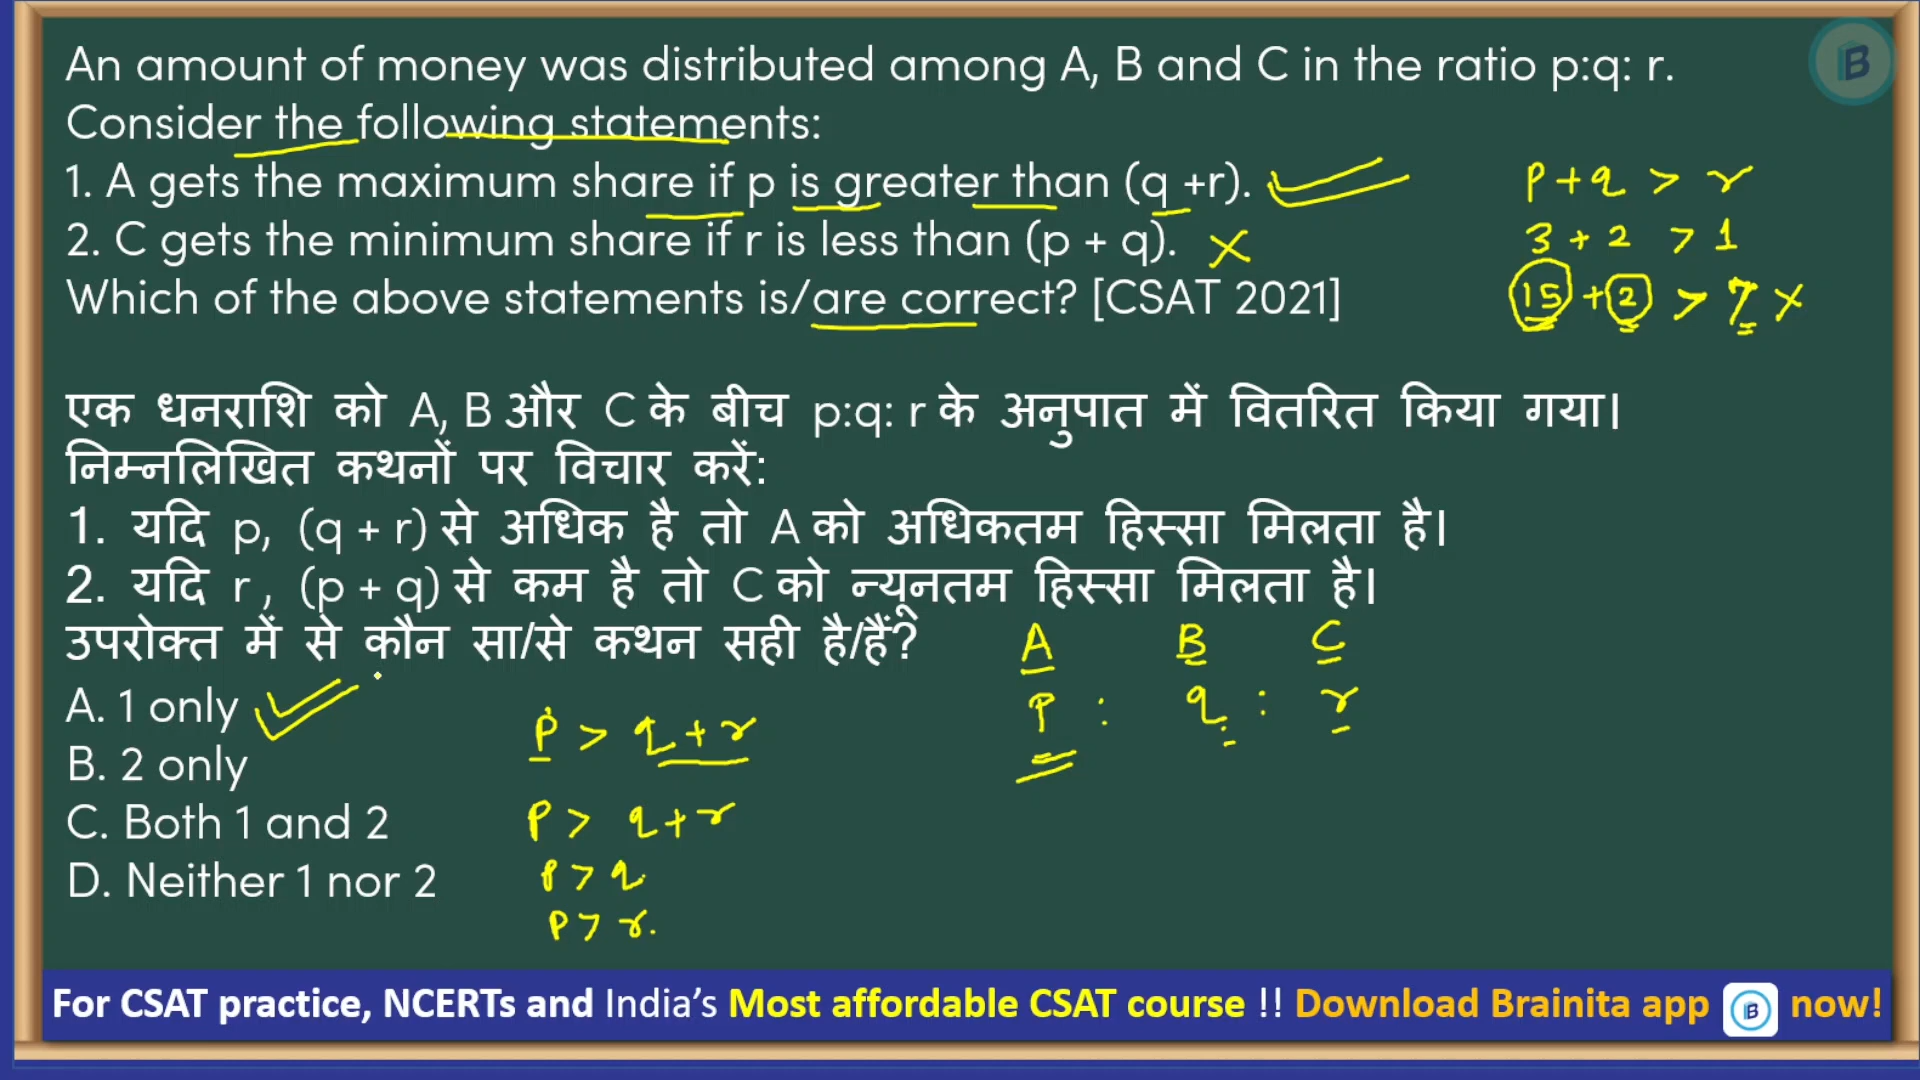 An amount of money was distributed among A, B and C in the ratio p:q: r.
Consider the following statements:
1. A gets the maximum share if p is greater than (q +r).
2. C gets the minimum share if r is less than (p + q).
Which of the above statements is/are correct? [CSAT 2021]
p+q > r
3+2 > 1
15+2 > 7 x
एक धनराशि को A, B और C के बीच p:q: r के अनुपात में वितरित किया गया।
निम्नलिखित कथनों पर विचार करें:
1. यदि p, (q + r) से अधिक है तो A को अधिकतम हिस्सा मिलता है।
2. यदि r, (p + q) से कम है तो C को न्यूनतम हिस्सा मिलता है।
उपरोक्त में से कौन सा/से कथन सही है/हैं?
A B C
p : q : r
A. 1 only
B. 2 only
C. Both 1 and 2
D. Neither 1 nor 2
p > q+r
p > q+r
p > q
p > r.
For CSAT practice, NCERTs and India's Most affordable CSAT course !! Download Brainita app B now!